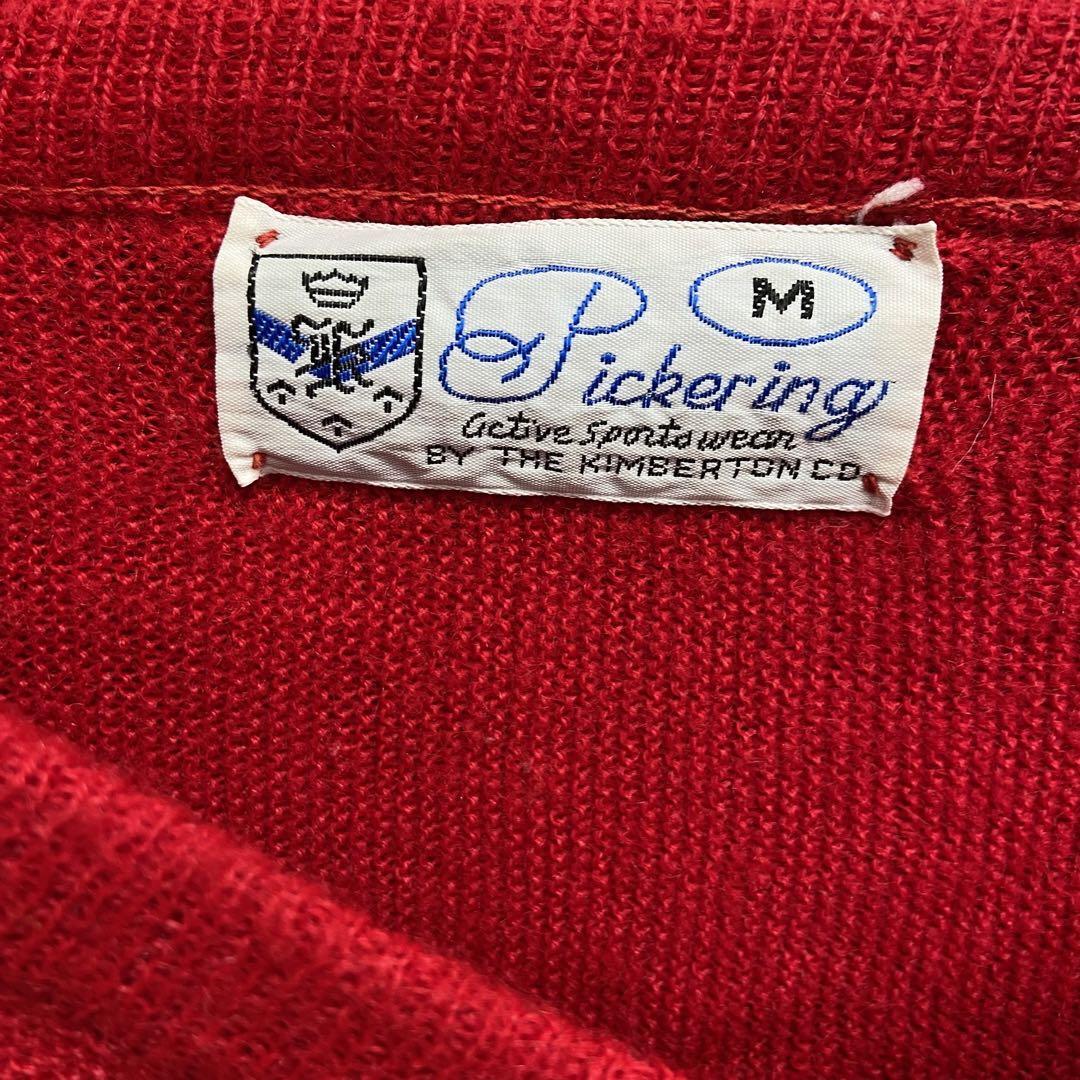 Pickering
M
active Sportswear
BY THE KIMBERTON CO.